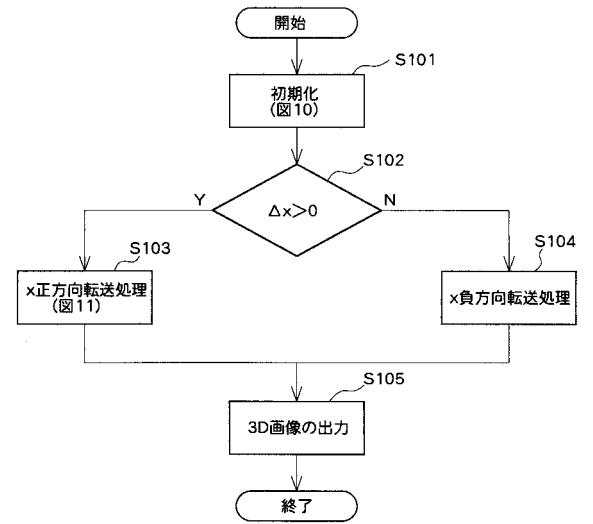 開始
S101
初期化
(図10)
S102
Y
Δx>0
N
S103
S104
x正方向転送処理
(図11)
x負方向転送処理
S105
3D画像の出力
終了